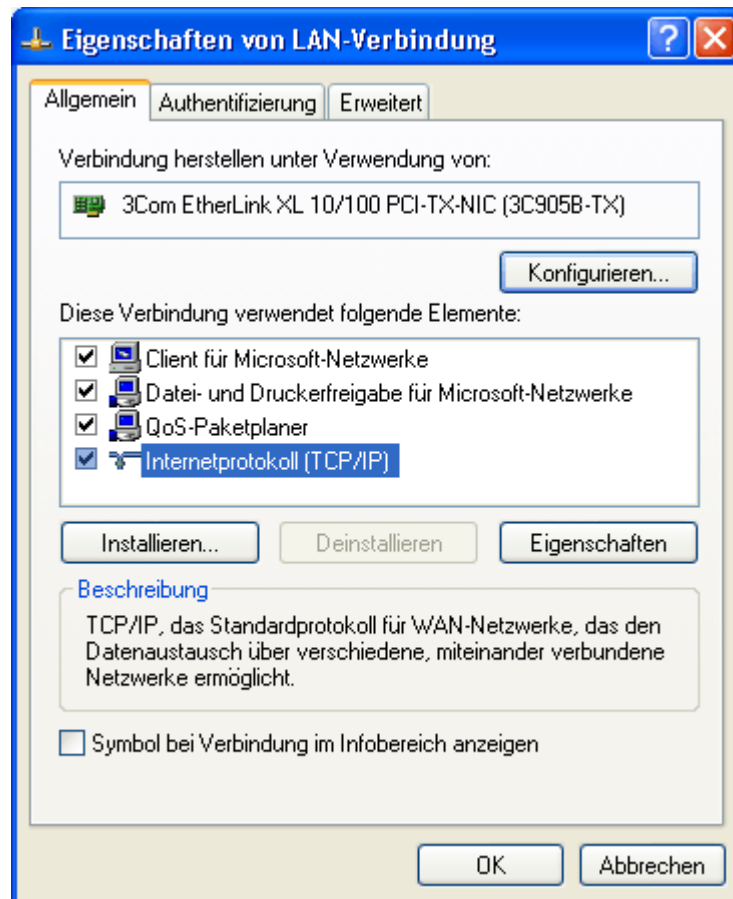 Eigenschaften von LAN-Verbindung
?
Allgemein Authentifizierung Erweitert
Verbindung herstellen unter Verwendung von:
3Com EtherLink XL 10/100 PCI-TX-NIC (3C905B-TX)
Konfigurieren...
Diese Verbindung verwendet folgende Elemente:
Client für Microsoft-Netzwerke
Datei- und Druckerfreigabe für Microsoft-Netzwerke
QoS-Paketplaner
Internetprotokoll (TCP/IP)
Installieren... Deinstallieren Eigenschaften
Beschreibung
TCP/IP, das Standardprotokoll für WAN-Netzwerke, das den
Datenaustausch über verschiedene, miteinander verbundene
Netzwerke ermöglicht.
Symbol bei Verbindung im Infobereich anzeigen
OK Abbrechen